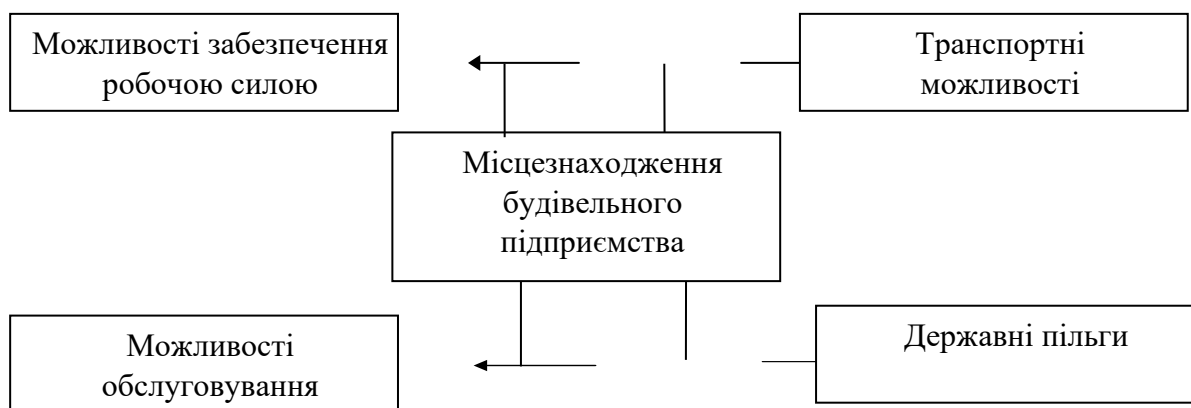 Можливості забезпечення
робочою силою
Транспортні
можливості
Місцезнаходження
будівельного
підприємства
Можливості
обслуговування
Державні пільги